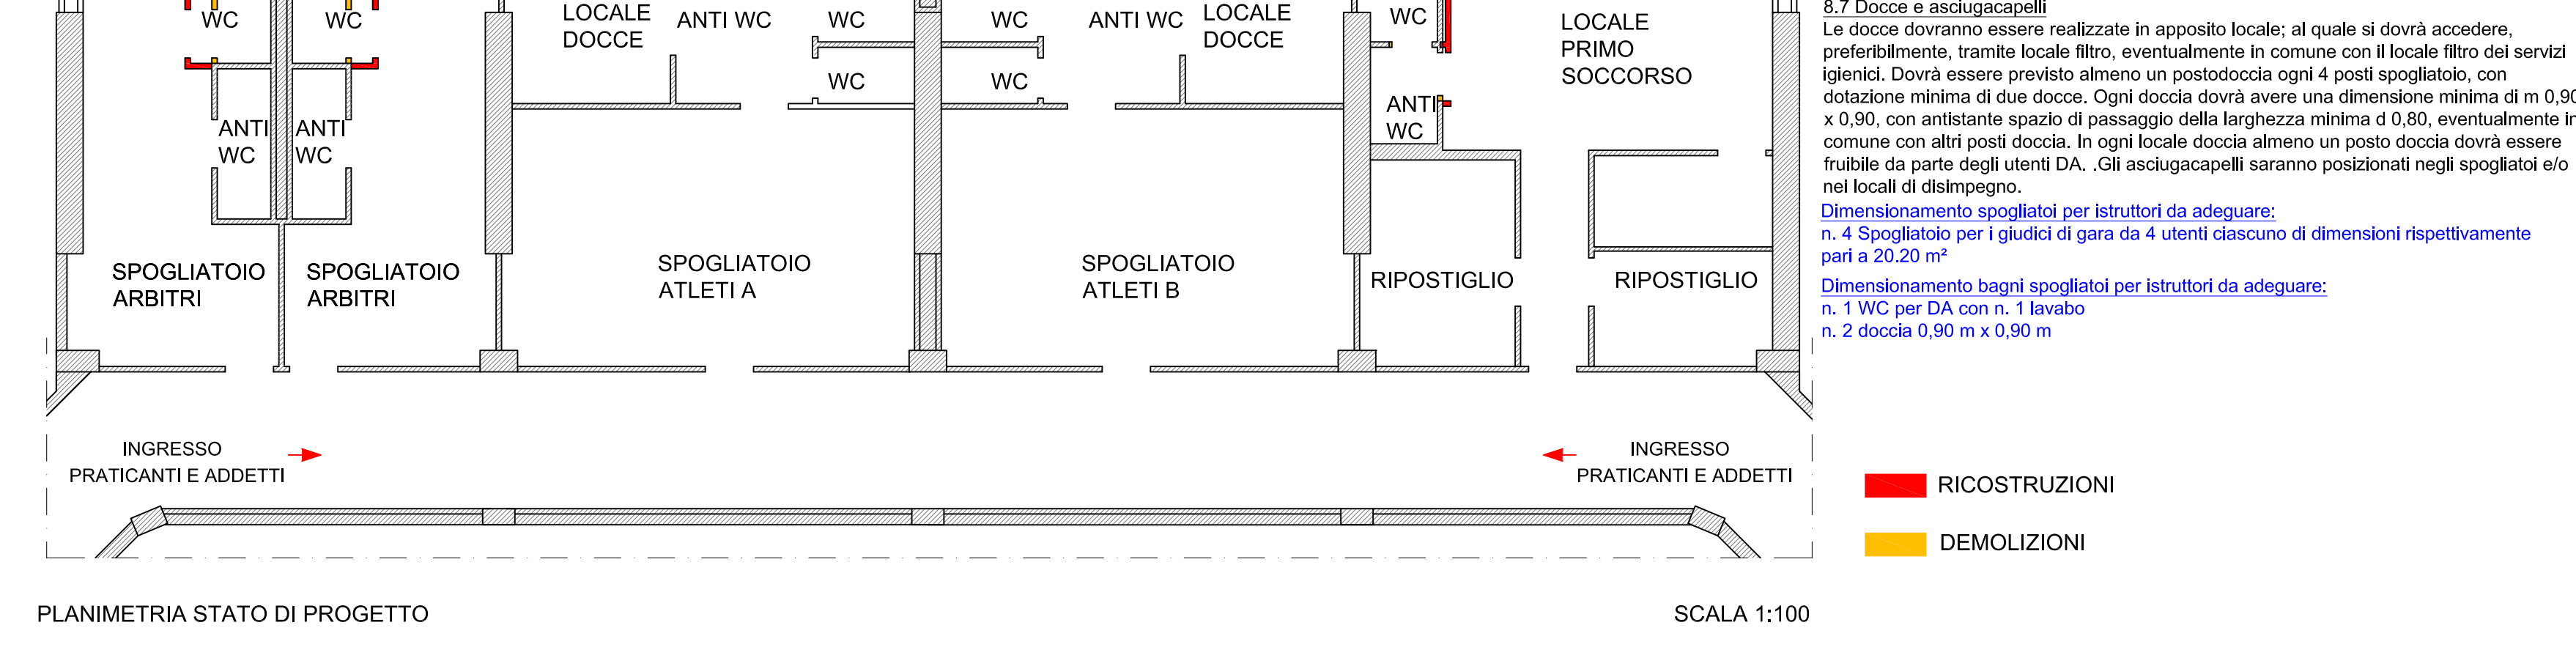 WC
WC
LOCALE
DOCCE
ANTI WC
WC
WC
ANTI WC
LOCALE
DOCCE
WC
LOCALE
PRIMO
SOCCORSO
WC
WC
ANTI
WC
ANTI
WC
ANTI
WC
SPOGLIATOIO
ARBITRI
SPOGLIATOIO
ARBITRI
SPOGLIATOIO
ATLETI A
SPOGLIATOIO
ATLETI B
RIPOSTIGLIO
RIPOSTIGLIO
INGRESSO
PRATICANTI E ADDETTI
INGRESSO
PRATICANTI E ADDETTI
PLANIMETRIA STATO DI PROGETTO
SCALA 1:100
8.7 Docce e asciugacapelli
Le docce dovranno essere realizzate in apposito locale; al quale si dovrà accedere,
preferibilmente, tramite locale filtro, eventualmente in comune con il locale filtro dei servizi
igienici. Dovrà essere previsto almeno un postodoccia ogni 4 posti spogliatoio, con
dotazione minima di due docce. Ogni doccia dovrà avere una dimensione minima di m 0,90
x 0,90, con antistante spazio di passaggio della larghezza minima d 0,80, eventualmente in
comune con altri posti doccia. In ogni locale doccia almeno un posto doccia dovrà essere
fruibile da parte degli utenti DA. .Gli asciugacapelli saranno posizionati negli spogliatoi e/o
nei locali di disimpegno.
Dimensionamento spogliatoi per istruttori da adeguare:
n. 4 Spogliatoio per i giudici di gara da 4 utenti ciascuno di dimensioni rispettivamente
pari a 20.20 m²
Dimensionamento bagni spogliatoi per istruttori da adeguare:
n. 1 WC per DA con n. 1 lavabo
n. 2 doccia 0,90 m x 0,90 m
RICOSTRUZIONI
DEMOLIZIONI